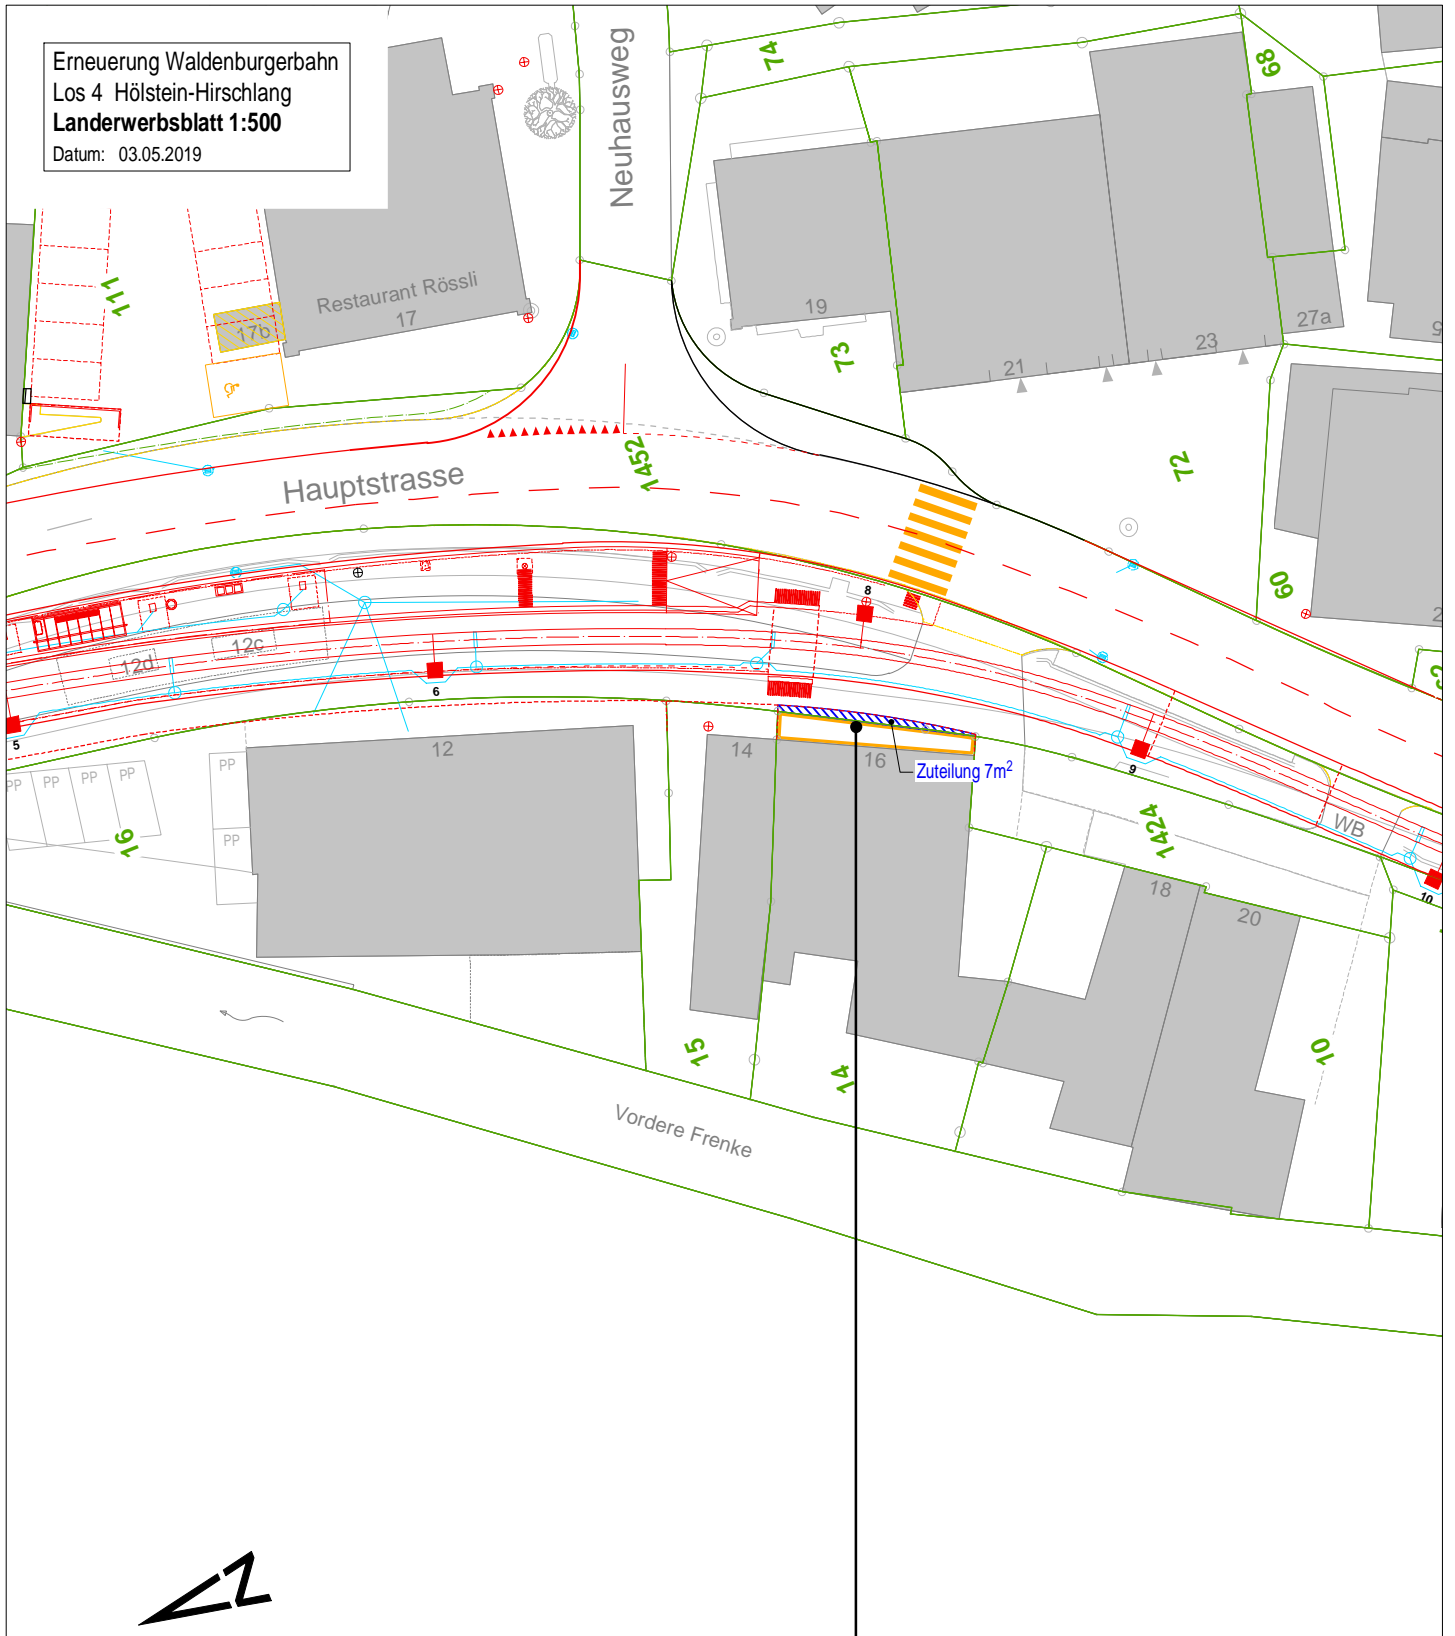 Erneuerung Waldenburgerbahn
Los 4 Hölstein-Hirschlang
Landerwerbsblatt 1:500
Datum: 03.05.2019
Neuhausweg
74
68
111
Restaurant Rössli
17
17b
19
73
21
23
27a
1452
Hauptstrasse
72
60
8
12c
12d
6
5
12
14
16
Zuteilung 7m²
9
WB
1424
10
PP
PP
PP
PP
PP
PP
16
18
20
15
14
10
Vordere Frenke